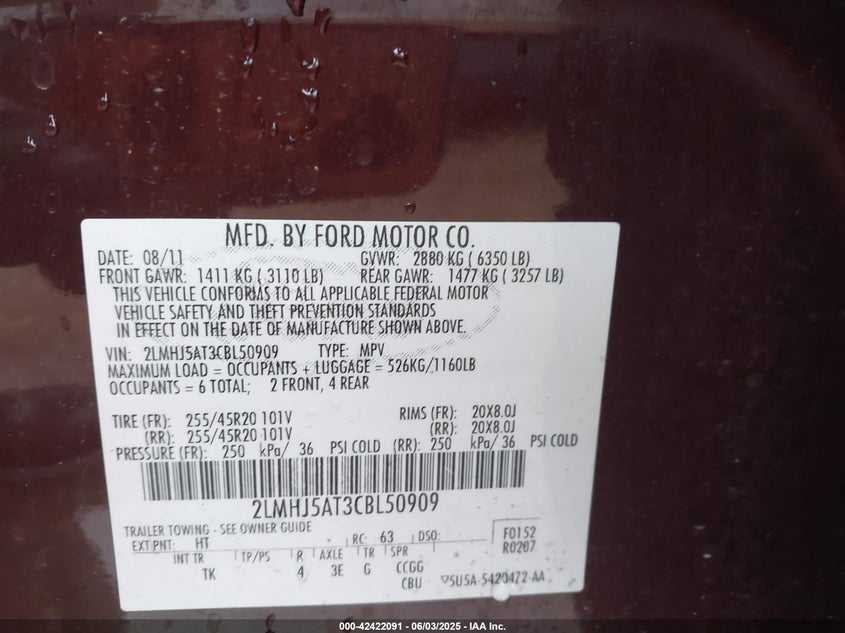 MFD. BY FORD MOTOR CO.
DATE: 08/11 GVWR: 2880 KG ( 6350 LB)
FRONT GAWR: 1411 KG ( 3110 LB) REAR GAWR: 1477 KG ( 3257 LB)
THIS VEHICLE CONFORMS TO ALL APPLICABLE FEDERAL MOTOR
VEHICLE SAFETY AND THEFT PREVENTION STANDARDS
IN EFFECT ON THE DATE OF MANUFACTURE SHOWN ABOVE.
VIN: 2LMHJ5AT3CBL50909 TYPE: MPV
MAXIMUM LOAD = OCCUPANTS + LUGGAGE = 526KG/1160LB
OCCUPANTS = 6 TOTAL; 2 FRONT, 4 REAR
TIRE (FR): 255/45R20 101V RIMS (FR): 20X8.0J
(RR): 255/45R20 101V (RR): 20X8.0J
PRESSURE (FR): 250 kPa/ 36 PSI COLD (RR): 250 kPa/ 36 PSI COLD
2LMHJ5AT3CBL50909
TRAILER TOWING - SEE OWNER GUIDE
EXT PNT: HT RC: 63 DSO: F0152
R0207
INT TR TP/PS R AXLE TR SPR
TK 4 3E G CCGG
CBU 5U5A-5420472-AA
000-42422091 - 06/03/2025 - IAA Inc.